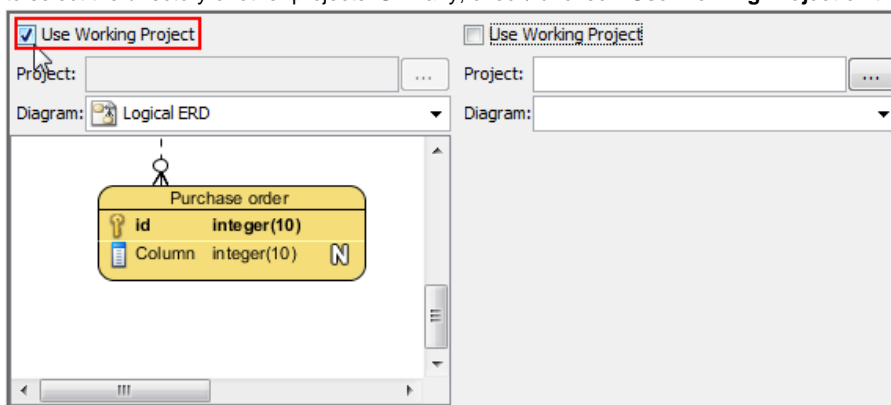 Use Working Project Use Working Project
Project: ... Project: ...
Diagram: Logical ERD Diagram:
Purchase order
id integer(10)
Column integer(10) N